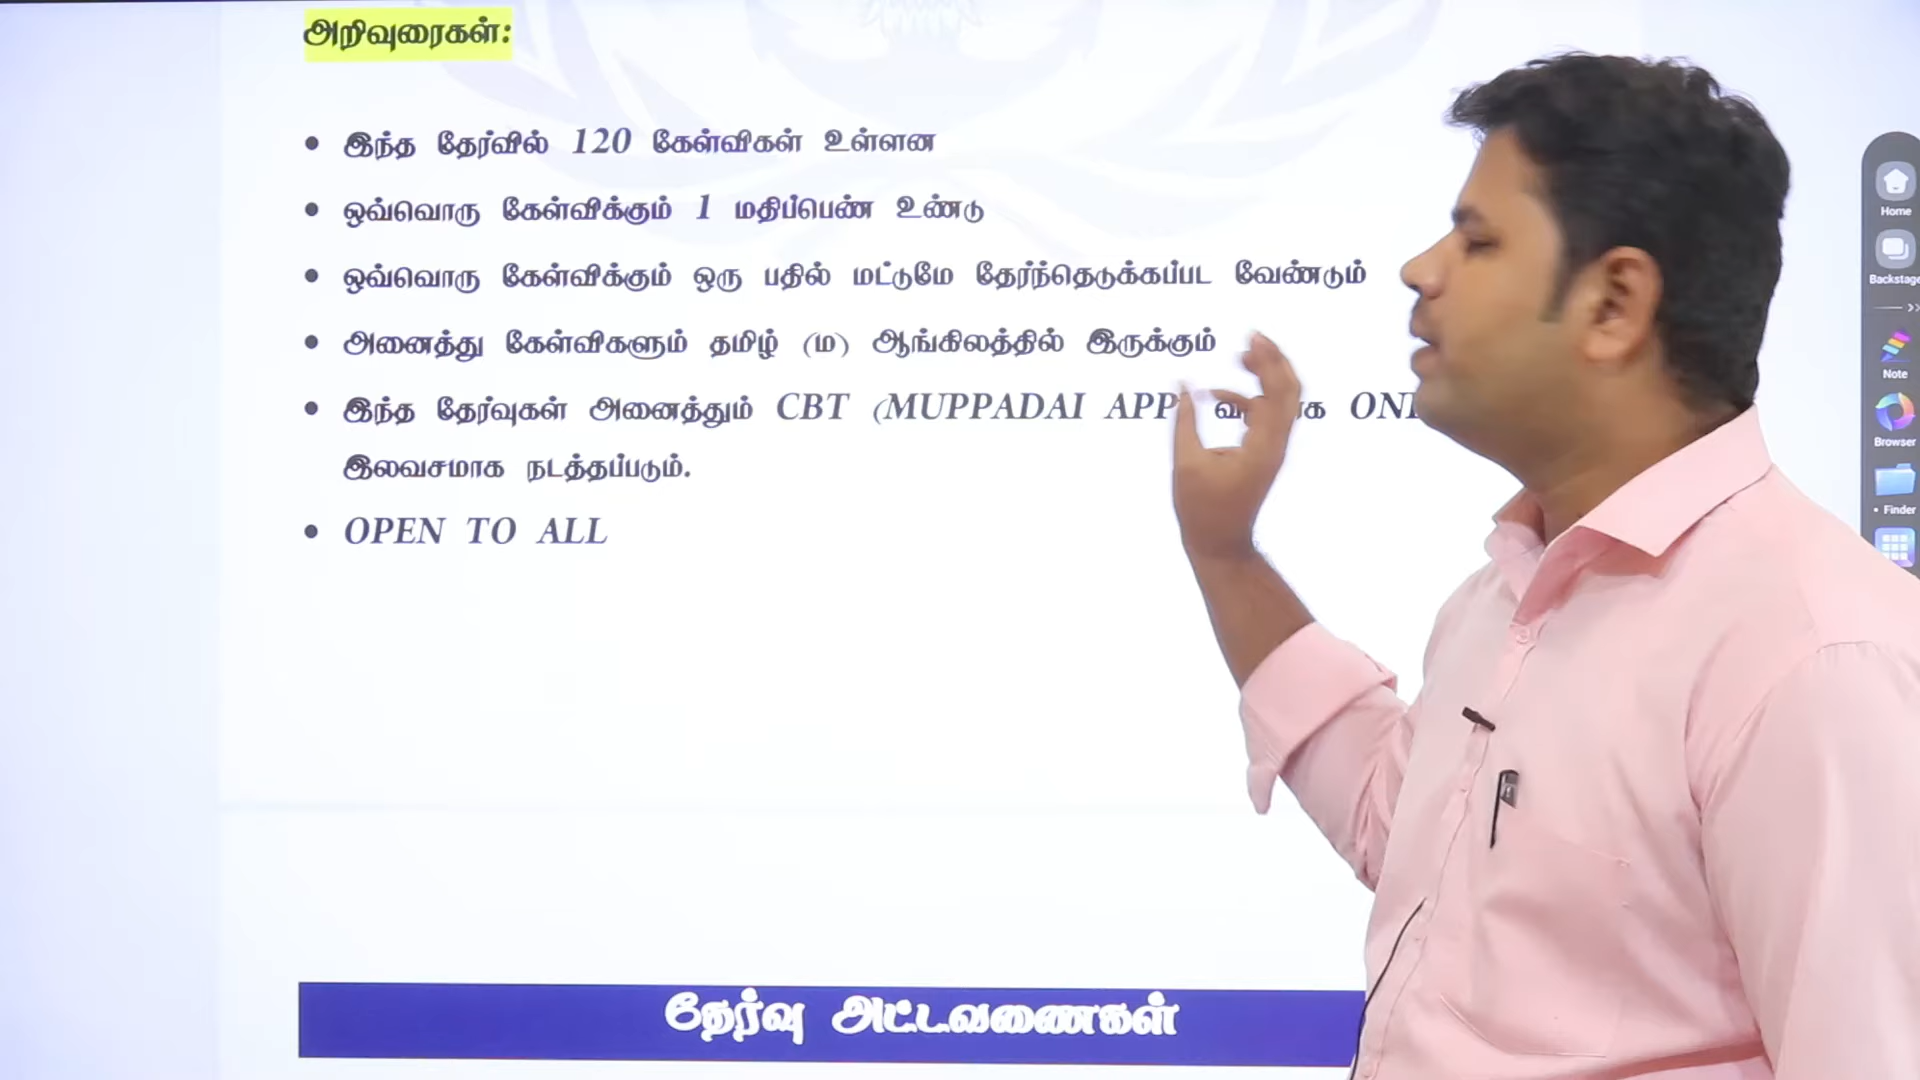 அறிவுரைகள்:
• இந்த தேர்வில் 120 கேள்விகள் உள்ளன
• ஒவ்வொரு கேள்விக்கும் 1 மதிப்பெண் உண்டு
• ஒவ்வொரு கேள்விக்கும் ஒரு பதில் மட்டுமே தேர்ந்தெடுக்கப்பட வேண்டும்
• அனைத்து கேள்விகளும் தமிழ் (ம) ஆங்கிலத்தில் இருக்கும்
• இந்த தேர்வுகள் அனைத்தும் CBT (MUPPADAI APP
இலவசமாக நடத்தப்படும்.
• OPEN TO ALL
தேர்வு அட்டவணைகள்
Home
Backstage
Note
Browser
• Finder